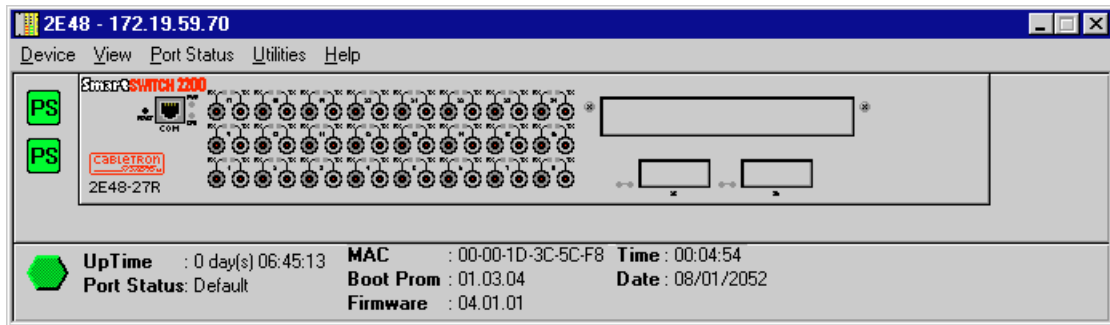 2E48 - 172.19.59.70
Device View Port Status Utilities Help
SmartSWITCH 2200
PS
COM
PS
CABLETRON
2E48-27R
UpTime : 0 day(s) 06:45:13
Port Status: Default
MAC : 00-00-1D-3C-5C-F8
Boot Prom : 01.03.04
Firmware : 04.01.01
Time : 00:04:54
Date : 08/01/2052